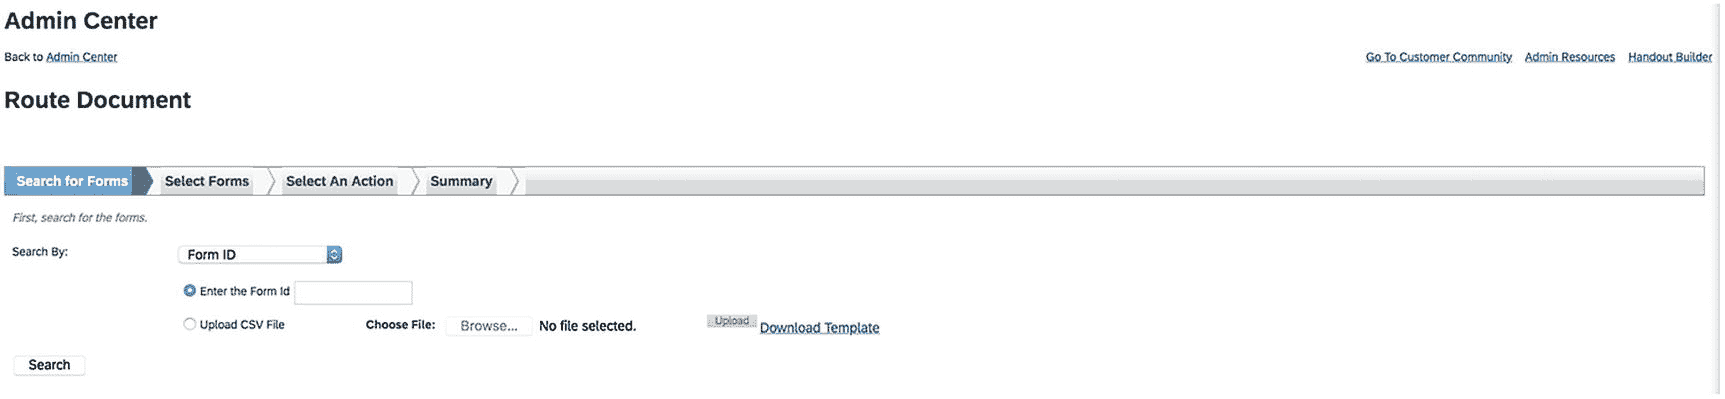 Admin Center
Back to Admin Center
Go To Customer Community Admin Resources Handout Builder
Route Document
Search for Forms Select Forms Select An Action Summary
First, search for the forms.
Search By: Form ID
Enter the Form Id
Upload CSV File Choose File: Browse... No file selected. Upload Download Template
Search